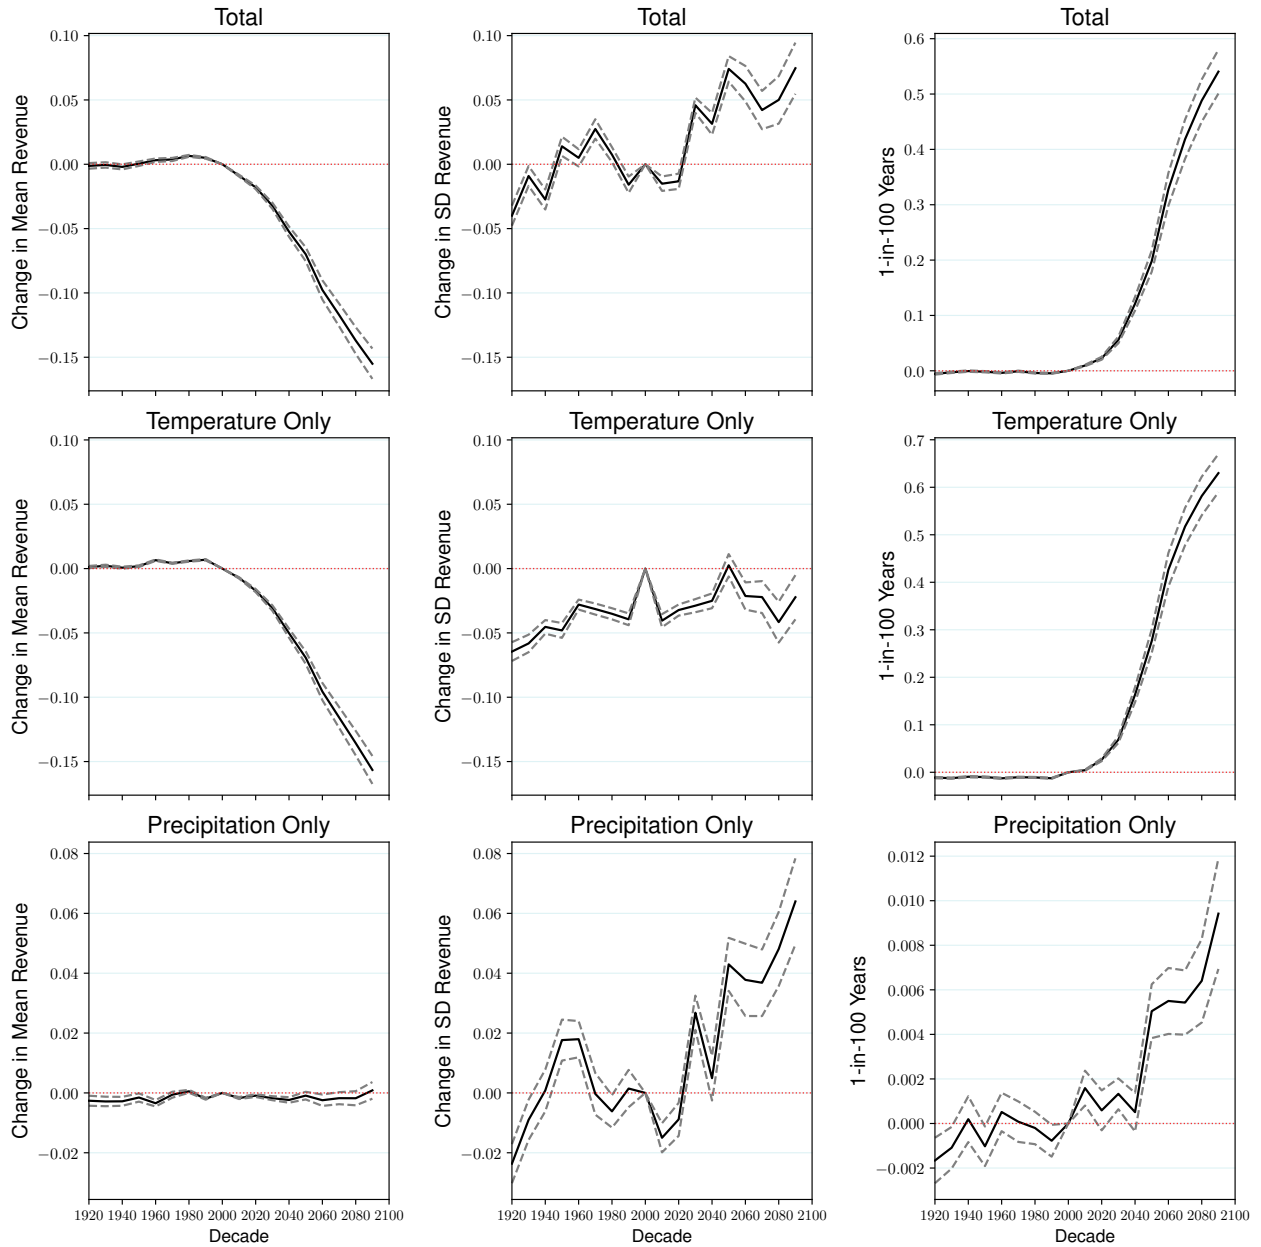 Total
Total
Total
Change in Mean Revenue
0.10
0.05
0.00
−0.05
−0.10
−0.15
Change in SD Revenue
0.10
0.05
0.00
−0.05
−0.10
−0.15
1-in-100 Years
0.6
0.5
0.4
0.3
0.2
0.1
0.0
Temperature Only
Temperature Only
Temperature Only
Change in Mean Revenue
0.10
0.05
0.00
−0.05
−0.10
−0.15
Change in SD Revenue
0.10
0.05
0.00
−0.05
−0.10
−0.15
1-in-100 Years
0.7
0.6
0.5
0.4
0.3
0.2
0.1
0.0
Precipitation Only
Precipitation Only
Precipitation Only
Change in Mean Revenue
0.08
0.06
0.04
0.02
0.00
−0.02
1920 1940 1960 1980 2000 2020 2040 2060 2080 2100
Decade
Change in SD Revenue
0.08
0.06
0.04
0.02
0.00
−0.02
1920 1940 1960 1980 2000 2020 2040 2060 2080 2100
Decade
1-in-100 Years
0.012
0.010
0.008
0.006
0.004
0.002
0.000
−0.002
1920 1940 1960 1980 2000 2020 2040 2060 2080 2100
Decade